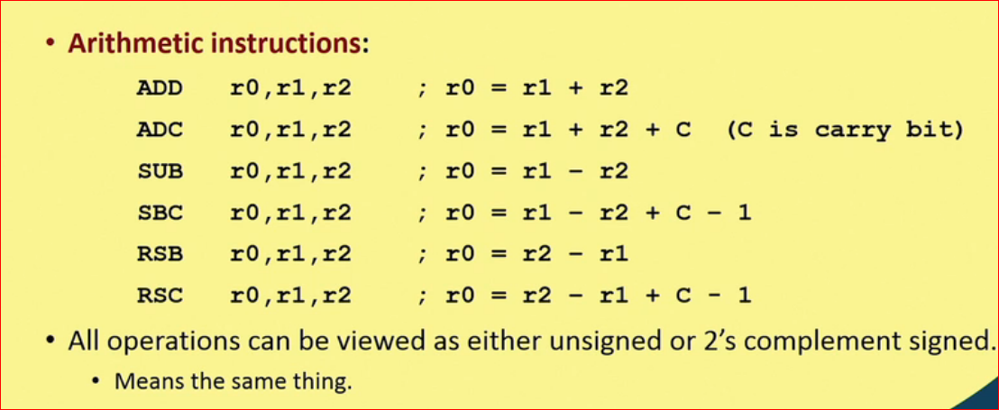 • Arithmetic instructions:
ADD r0,r1,r2 ; r0 = r1 + r2
ADC r0,r1,r2 ; r0 = r1 + r2 + C (C is carry bit)
SUB r0,r1,r2 ; r0 = r1 - r2
SBC r0,r1,r2 ; r0 = r1 - r2 + C - 1
RSB r0,r1,r2 ; r0 = r2 - r1
RSC r0,r1,r2 ; r0 = r2 - r1 + C - 1
• All operations can be viewed as either unsigned or 2’s complement signed.
• Means the same thing.